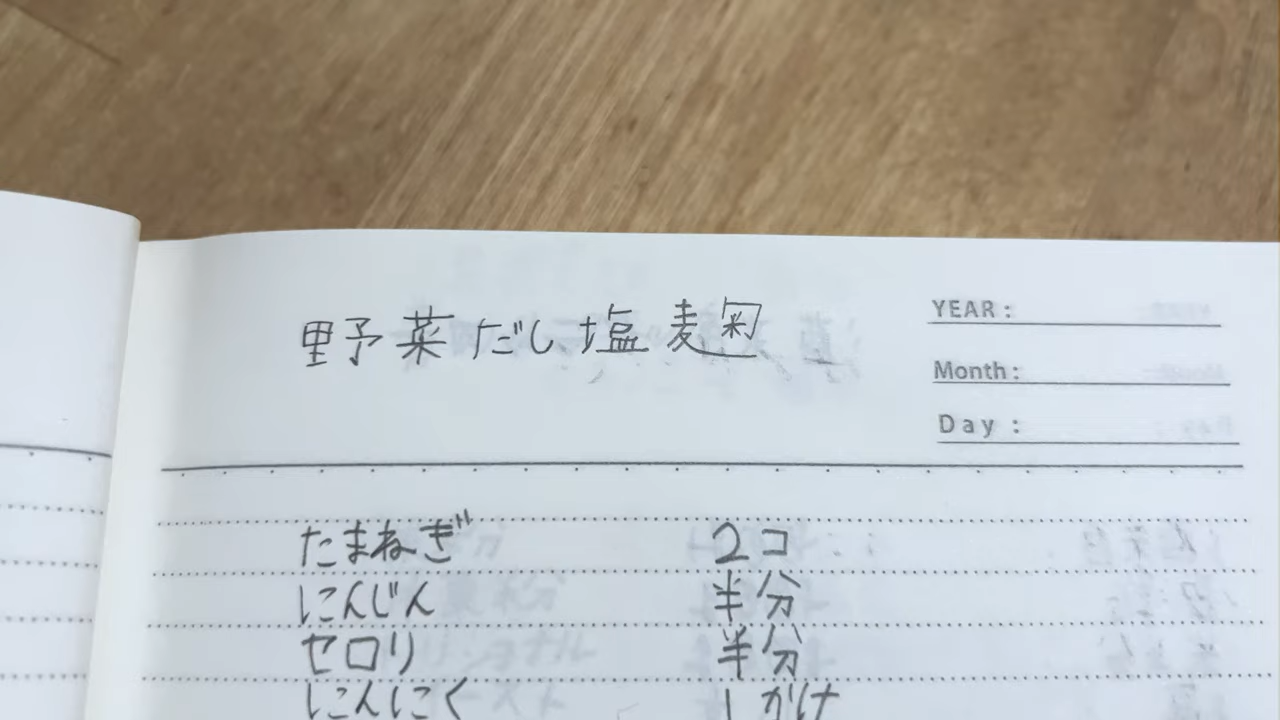 野菜だし塩麹
YEAR :
Month :
Day :
たまねぎ 2コ
にんじん 半分
セロリ 半分
にんにく 1かけ